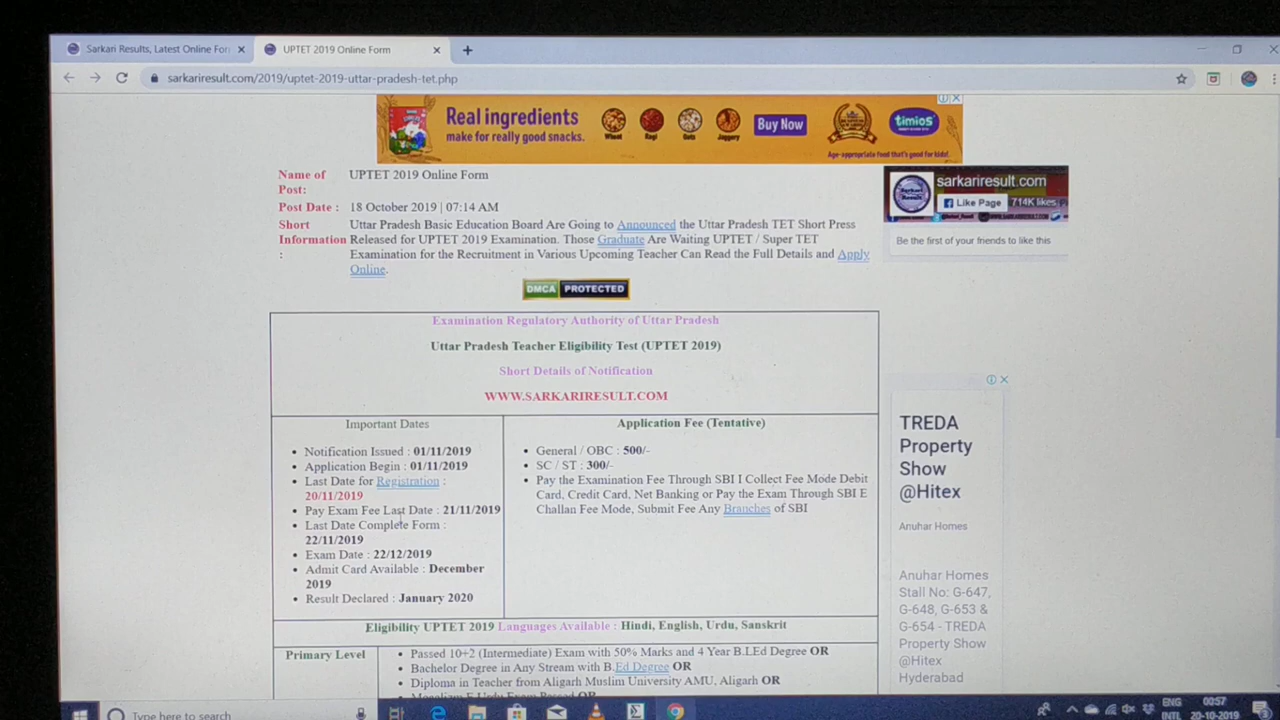 Sarkari Results, Latest Online For
UPTET 2019 Online Form
sarkariresult.com/2019/uptet-2019-uttar-pradesh-tet.php
Real ingredients
make for really good snacks.
Wheat
Ragi
Oats
Jaggery
Buy Now
timios
Age-appropriate food that's good for kids!
Name of Post: UPTET 2019 Online Form
Post Date : 18 October 2019 | 07:14 AM
Short Information : Uttar Pradesh Basic Education Board Are Going to Announced the Uttar Pradesh TET Short Press
Released for UPTET 2019 Examination. Those Graduate Are Waiting UPTET / Super TET
Examination for the Recruitment in Various Upcoming Teacher Can Read the Full Details and Apply
Online.
DMCA PROTECTED
sarkariresult.com
Like Page
714K likes
Be the first of your friends to like this
Examination Regulatory Authority of Uttar Pradesh
Uttar Pradesh Teacher Eligibility Test (UPTET 2019)
Short Details of Notification
WWW.SARKARIRESULT.COM
Important Dates
Notification Issued : 01/11/2019
Application Begin : 01/11/2019
Last Date for Registration :
20/11/2019
Pay Exam Fee Last Date : 21/11/2019
Last Date Complete Form :
22/11/2019
Exam Date : 22/12/2019
Admit Card Available : December
2019
Result Declared : January 2020
Application Fee (Tentative)
General / OBC : 500/-
SC / ST : 300/-
Pay the Examination Fee Through SBI I Collect Fee Mode Debit
Card, Credit Card, Net Banking or Pay the Exam Through SBI E
Challan Fee Mode, Submit Fee Any Branches of SBI
Eligibility UPTET 2019 Languages Available : Hindi, English, Urdu, Sanskrit
Primary Level
Passed 10+2 (Intermediate) Exam with 50% Marks and 4 Year B.LEd Degree OR
Bachelor Degree in Any Stream with B.Ed Degree OR
Diploma in Teacher from Aligarh Muslim University AMU, Aligarh OR
TREDA
Property
Show
@Hitex
Anuhar Homes
Anuhar Homes
Stall No: G-647,
G-648, G-653 &
G-654 - TREDA
Property Show
@Hitex
Hyderabad
Type here to search
ENG
INTL
00:57
20-10-2019